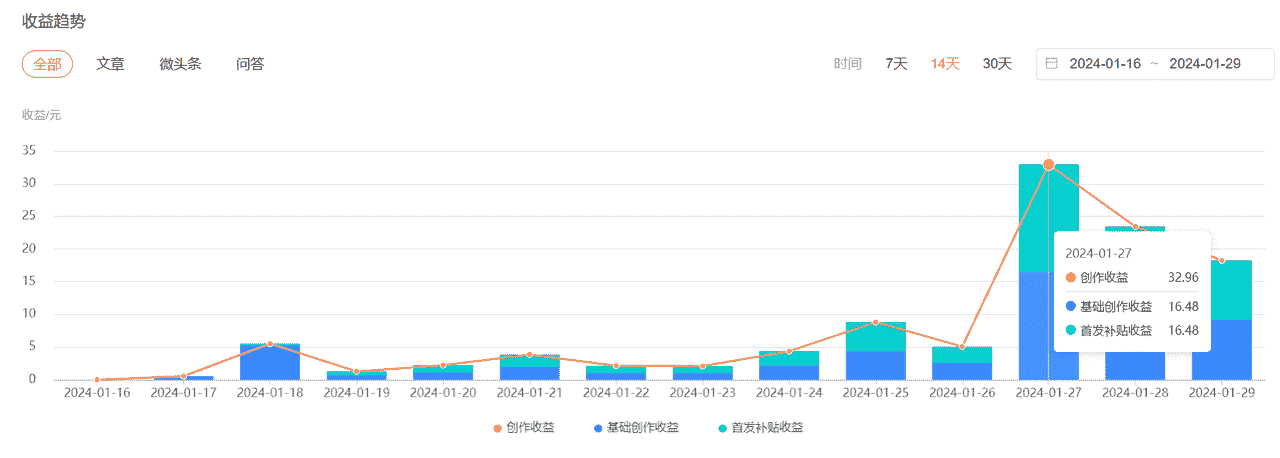 收益趋势
全部 文章 微头条 问答 时间 7天 14天 30天 2024-01-16 ~ 2024-01-29
收益/元
35
30
25
20
15
10
5
0
2024-01-27
创作收益 32.96
基础创作收益 16.48
首发补贴收益 16.48
2024-01-16 2024-01-17 2024-01-18 2024-01-19 2024-01-20 2024-01-21 2024-01-22 2024-01-23 2024-01-24 2024-01-25 2024-01-26 2024-01-27 2024-01-28 2024-01-29
创作收益 基础创作收益 首发补贴收益